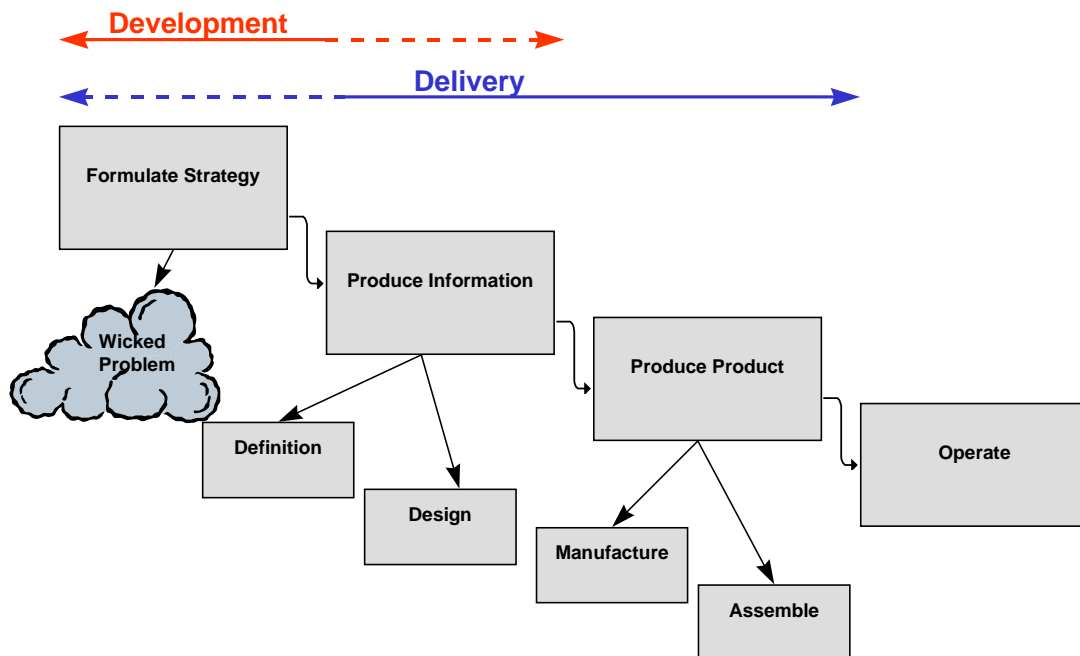 Development
Delivery
Formulate Strategy
Produce Information
Wicked
Problem
Produce Product
Definition
Operate
Design
Manufacture
Assemble